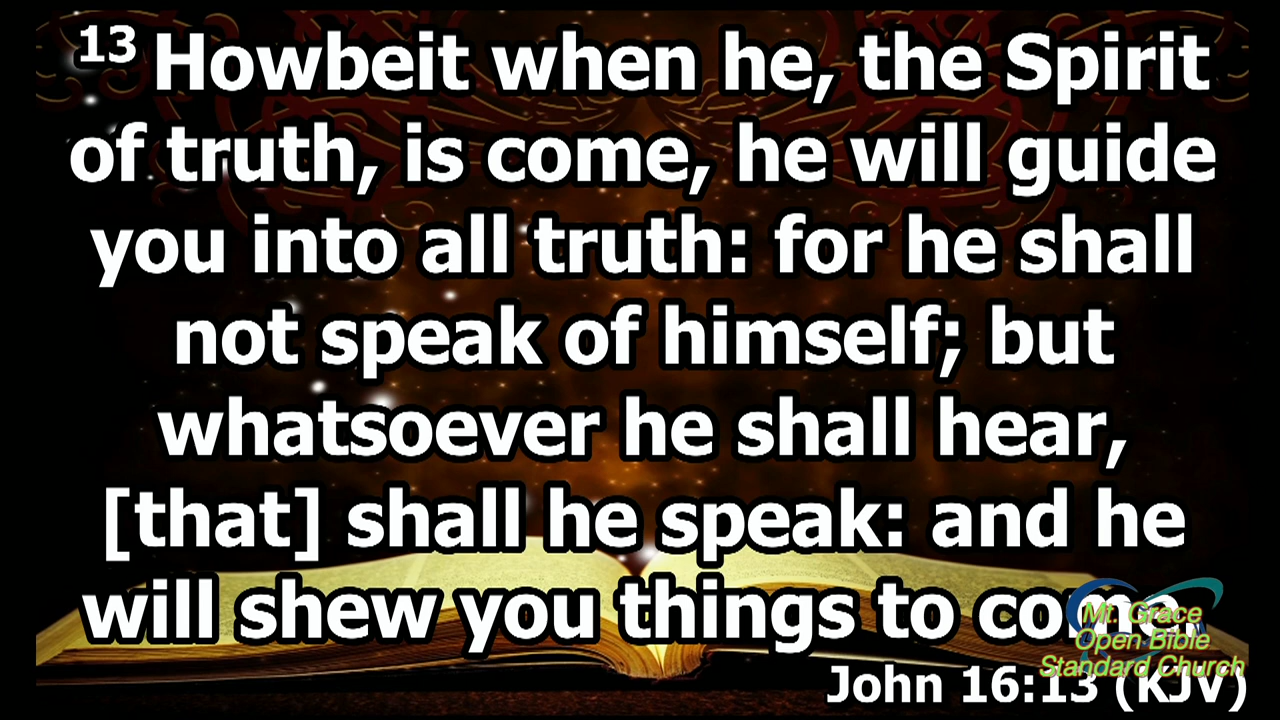 13 Howbeit when he, the Spirit
of truth, is come, he will guide
you into all truth: for he shall
not speak of himself; but
whatsoever he shall hear,
[that] shall he speak: and he
will shew you things to come.
John 16:13 (KJV)
Mt. Grace
Open Bible
Standard Church